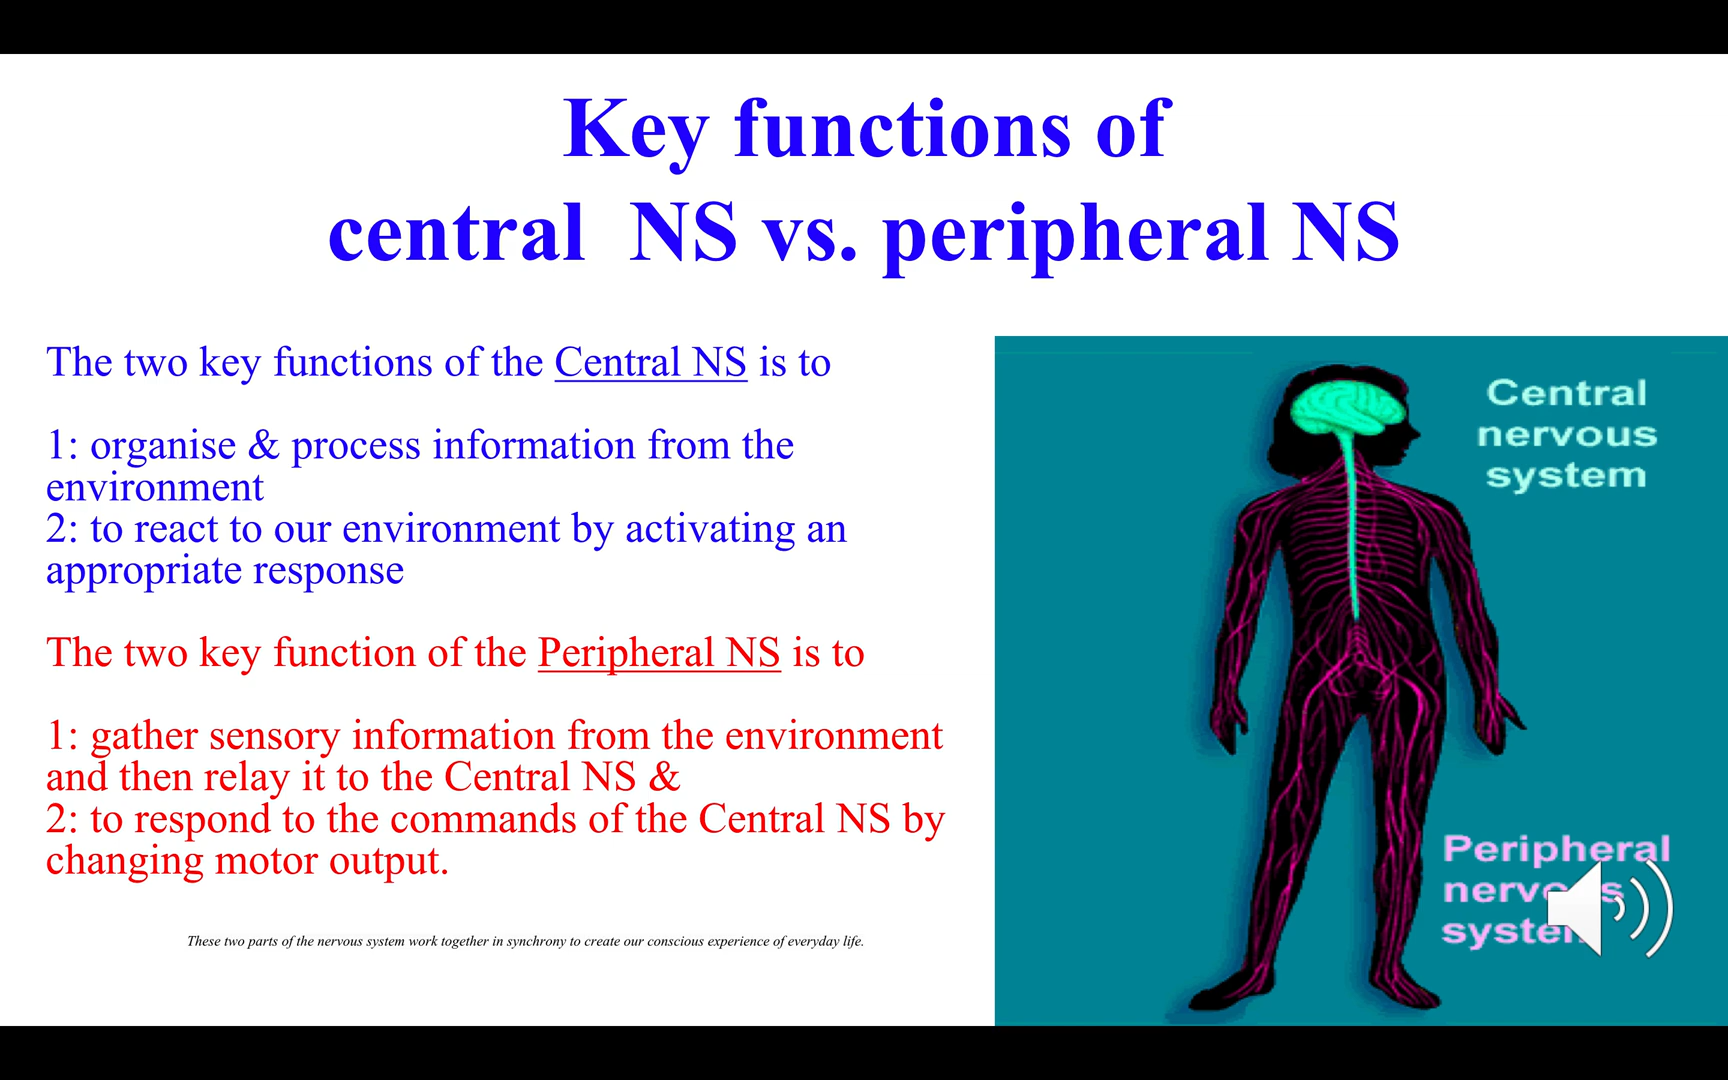 Key functions of
central NS vs. peripheral NS
The two key functions of the Central NS is to
1: organise & process information from the
environment
2: to react to our environment by activating an
appropriate response
The two key function of the Peripheral NS is to
1: gather sensory information from the environment
and then relay it to the Central NS &
2: to respond to the commands of the Central NS by
changing motor output.
These two parts of the nervous system work together in synchrony to create our conscious experience of everyday life.
Central
nervous
system
Peripheral
nervous
system